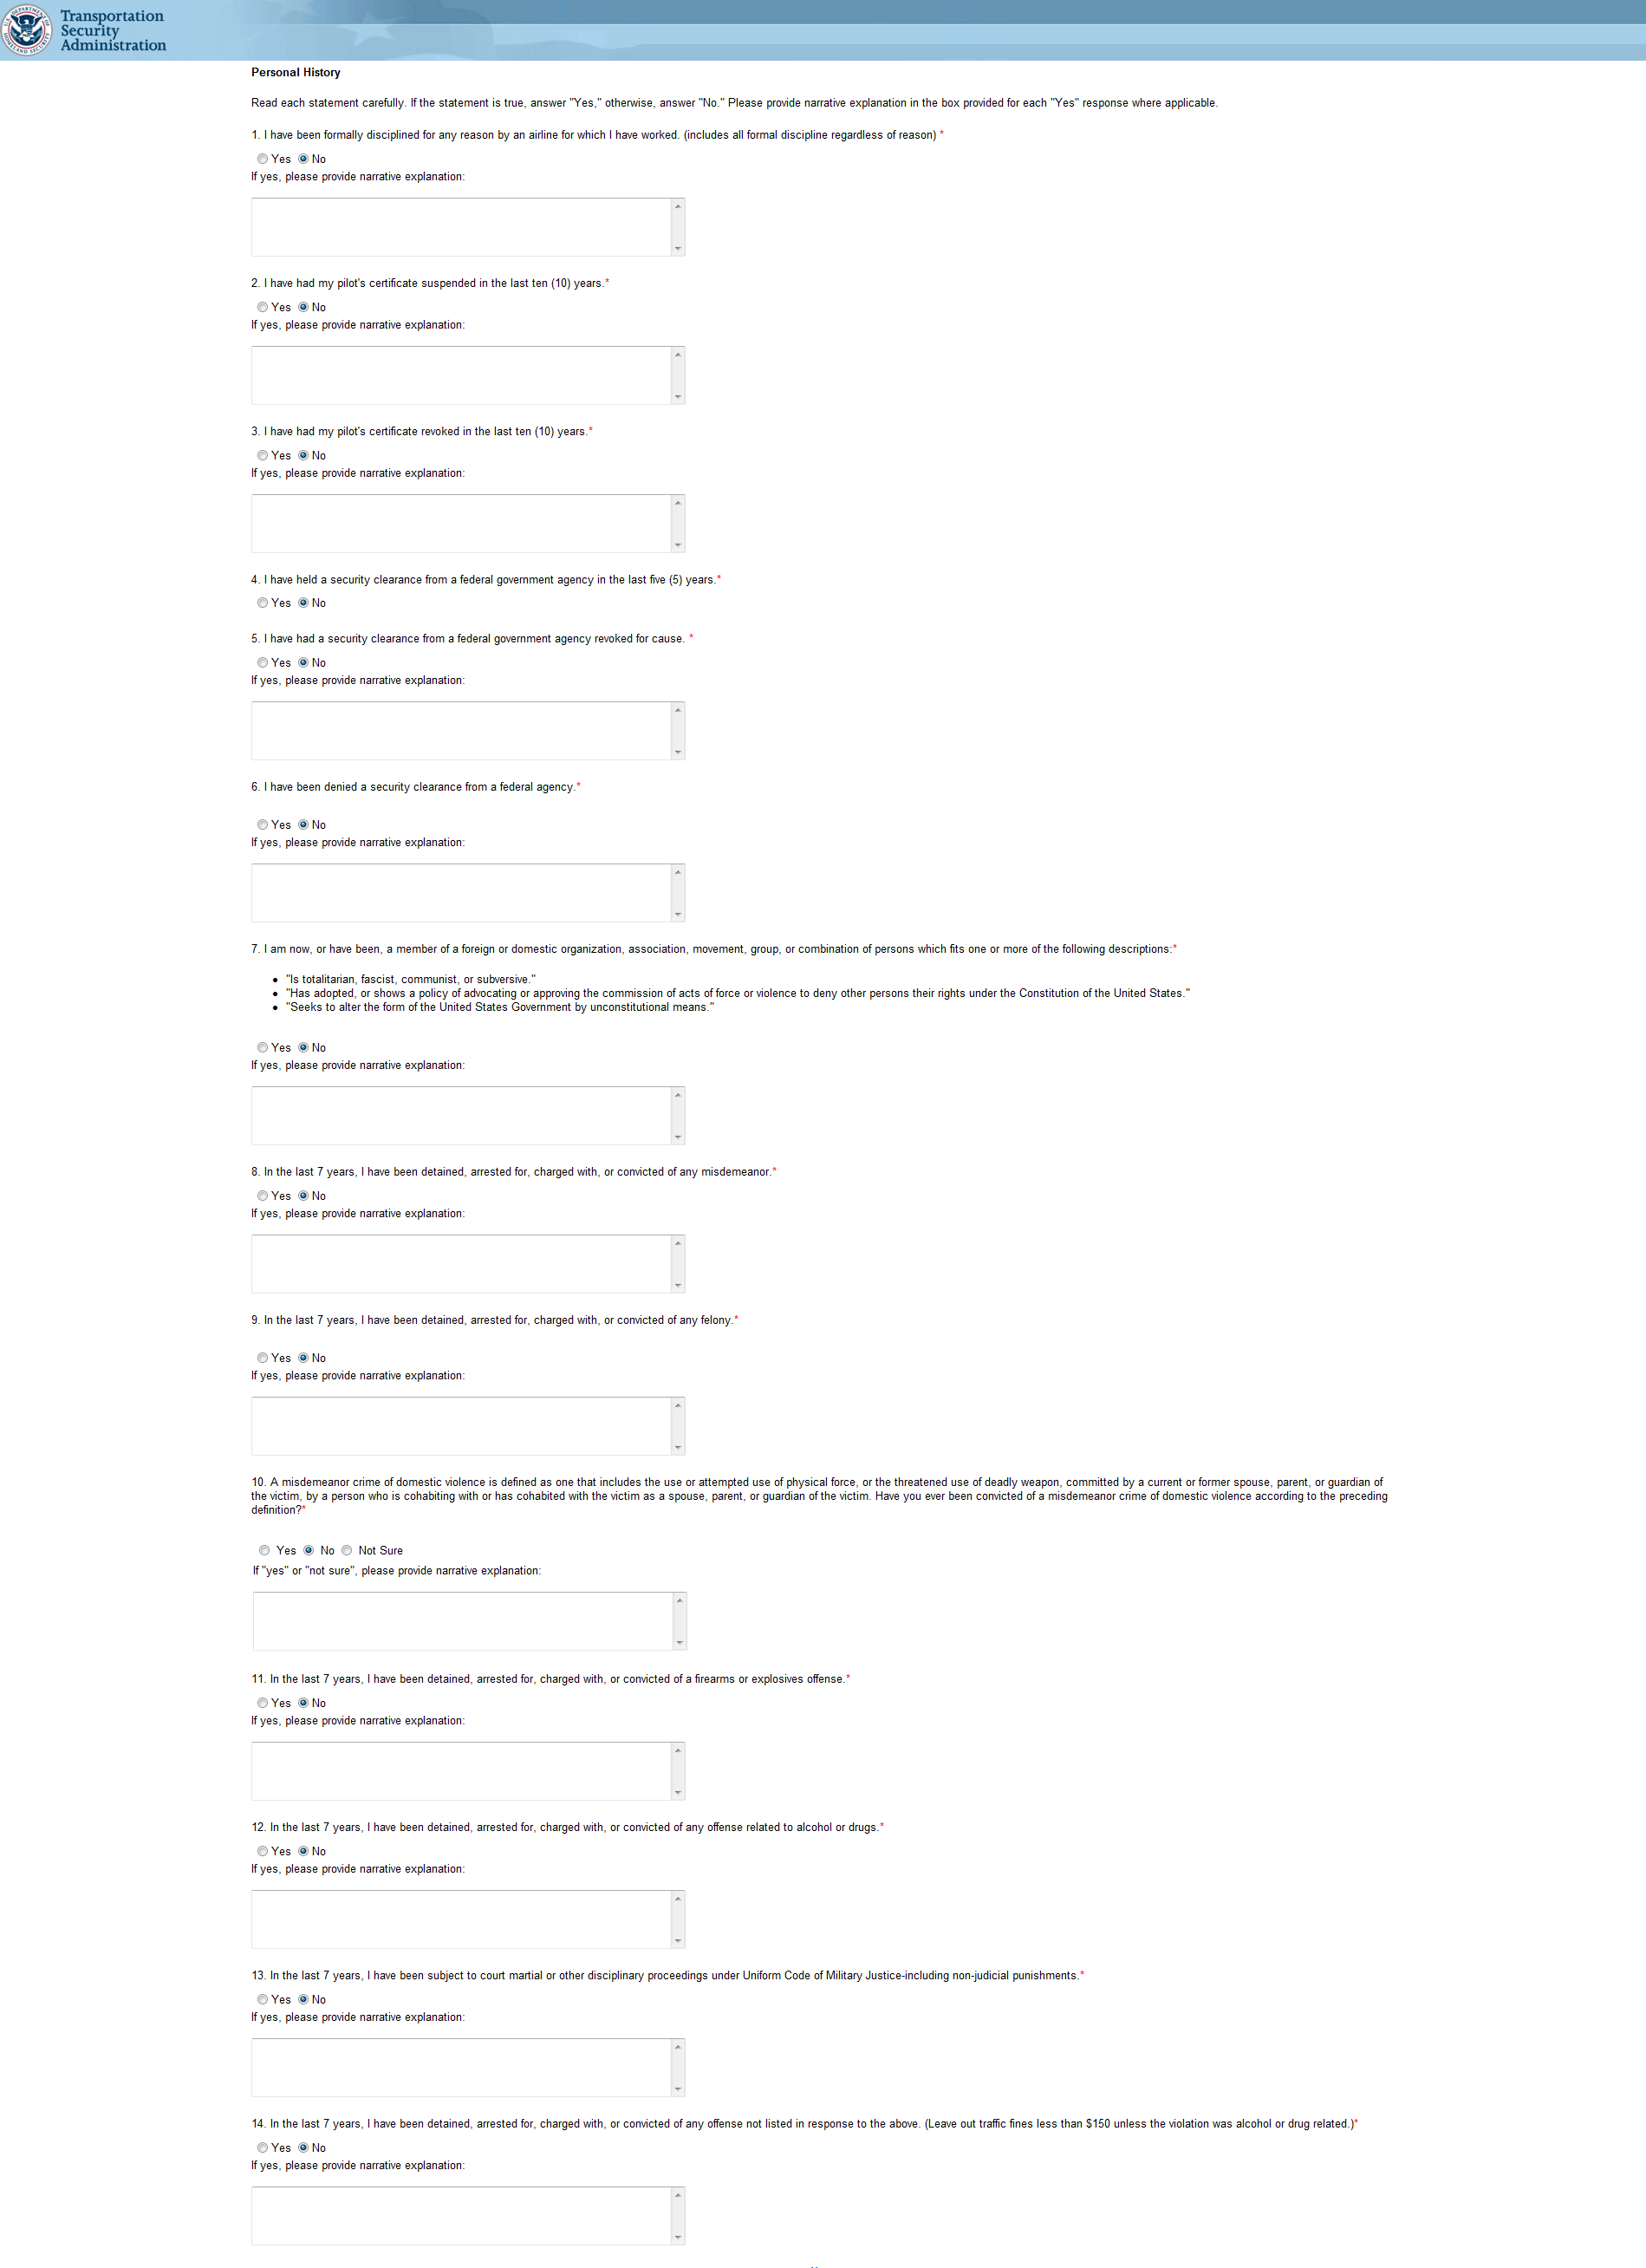 Transportation
Security
Administration
Personal History
Read each statement carefully. If the statement is true, answer "Yes," otherwise, answer "No." Please provide narrative explanation in the box provided for each "Yes" response where applicable.
1. I have been formally disciplined for any reason by an airline for which I have worked. (includes all formal discipline regardless of reason) *
Yes No
If yes, please provide narrative explanation:
2. I have had my pilot's certificate suspended in the last ten (10) years.*
Yes No
If yes, please provide narrative explanation:
3. I have had my pilot's certificate revoked in the last ten (10) years.*
Yes No
If yes, please provide narrative explanation:
4. I have held a security clearance from a federal government agency in the last five (5) years.*
Yes No
5. I have had a security clearance from a federal government agency revoked for cause. *
Yes No
If yes, please provide narrative explanation:
6. I have been denied a security clearance from a federal agency.*
Yes No
If yes, please provide narrative explanation:
7. I am now, or have been, a member of a foreign or domestic organization, association, movement, group, or combination of persons which fits one or more of the following descriptions:*
• "Is totalitarian, fascist, communist, or subversive."
• "Has adopted, or shows a policy of advocating or approving the commission of acts of force or violence to deny other persons their rights under the Constitution of the United States."
• "Seeks to alter the form of the United States Government by unconstitutional means."
Yes No
If yes, please provide narrative explanation:
8. In the last 7 years, I have been detained, arrested for, charged with, or convicted of any misdemeanor.*
Yes No
If yes, please provide narrative explanation:
9. In the last 7 years, I have been detained, arrested for, charged with, or convicted of any felony.*
Yes No
If yes, please provide narrative explanation:
10. A misdemeanor crime of domestic violence is defined as one that includes the use or attempted use of physical force, or the threatened use of deadly weapon, committed by a current or former spouse, parent, or guardian of
the victim, by a person who is cohabiting with or has cohabited with the victim as a spouse, parent, or guardian of the victim. Have you ever been convicted of a misdemeanor crime of domestic violence according to the preceding
definition?*
Yes No Not Sure
If "yes" or "not sure", please provide narrative explanation:
11. In the last 7 years, I have been detained, arrested for, charged with, or convicted of a firearms or explosives offense.*
Yes No
If yes, please provide narrative explanation:
12. In the last 7 years, I have been detained, arrested for, charged with, or convicted of any offense related to alcohol or drugs.*
Yes No
If yes, please provide narrative explanation:
13. In the last 7 years, I have been subject to court martial or other disciplinary proceedings under Uniform Code of Military Justice-including non-judicial punishments.*
Yes No
If yes, please provide narrative explanation:
14. In the last 7 years, I have been detained, arrested for, charged with, or convicted of any offense not listed in response to the above. (Leave out traffic fines less than $150 unless the violation was alcohol or drug related.)*
Yes No
If yes, please provide narrative explanation: